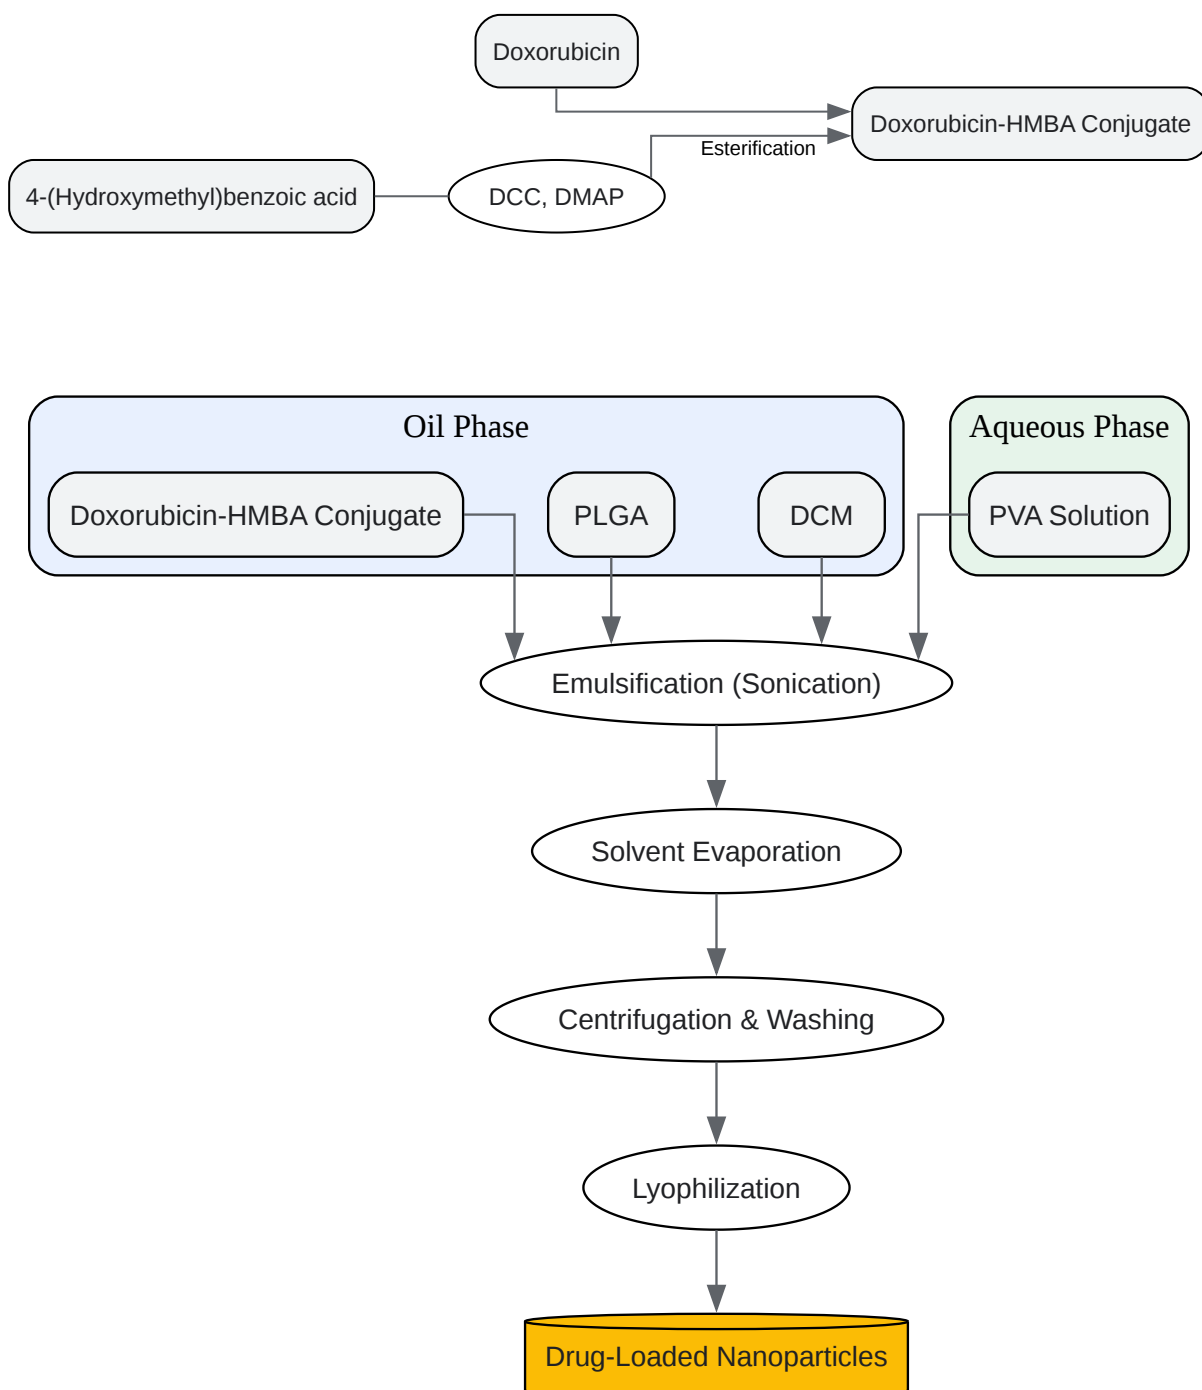 Doxorubicin
Doxorubicin-HMBA Conjugate
Esterification
4-(Hydroxymethyl)benzoic acid
DCC, DMAP
Oil Phase
Aqueous Phase
Doxorubicin-HMBA Conjugate
PLGA
DCM
PVA Solution
Emulsification (Sonication)
Solvent Evaporation
Centrifugation & Washing
Lyophilization
Drug-Loaded Nanoparticles